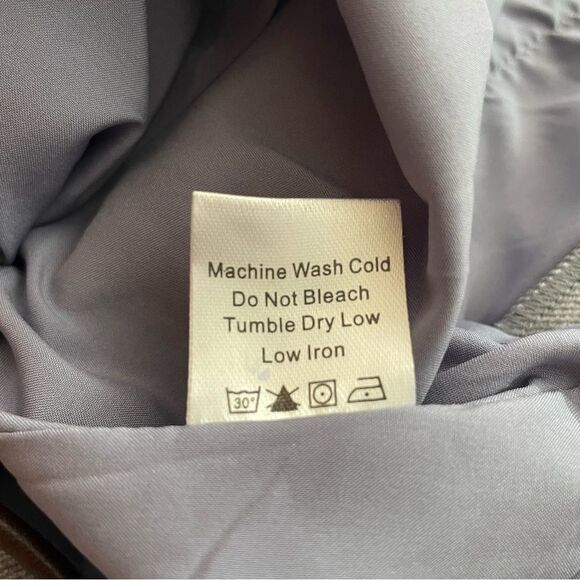 Machine Wash Cold
Do Not Bleach
Tumble Dry Low
Low Iron
30°